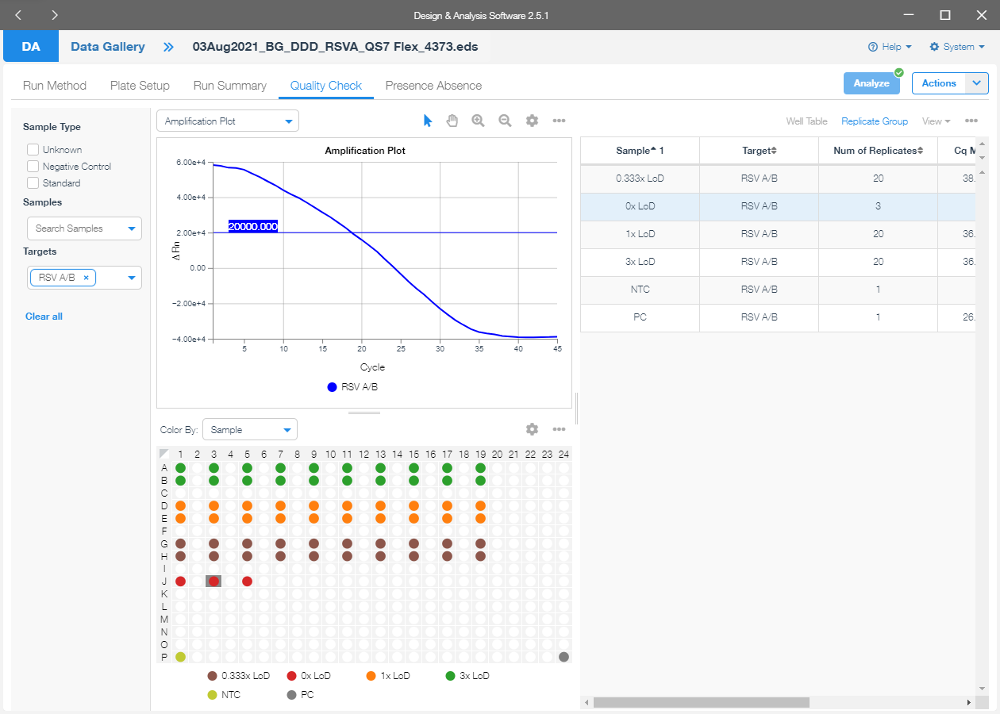 Design & Analysis Software 2.5.1
DA Data Gallery 03Aug2021_BG_DDD_RSVA_QS7 Flex_4373.eds Help System
Run Method Plate Setup Run Summary Quality Check Presence Absence Analyze Actions
Sample Type
Unknown
Negative Control
Standard
Samples
Search Samples
Targets
RSV A/B ×
Clear all
Amplification Plot
Amplification Plot
6.00e+4
4.00e+4
2.00e+4
0.00
−2.00e+4
−4.00e+4
Δ Rn
20000.000
5 10 15 20 25 30 35 40 45
Cycle
RSV A/B
Color By: Sample
1 2 3 4 5 6 7 8 9 10 11 12 13 14 15 16 17 18 19 20 21 22 23 24
A
B
C
D
E
F
G
H
I
J
K
L
M
N
O
P
0.333x LoD 0x LoD 1x LoD 3x LoD
NTC PC
Well Table Replicate Group View
Sample 1 Target Num of Replicates Cq M
0.333x LoD RSV A/B 20 38.
0x LoD RSV A/B 3
1x LoD RSV A/B 20 36.
3x LoD RSV A/B 20 36.
NTC RSV A/B 1
PC RSV A/B 1 26.